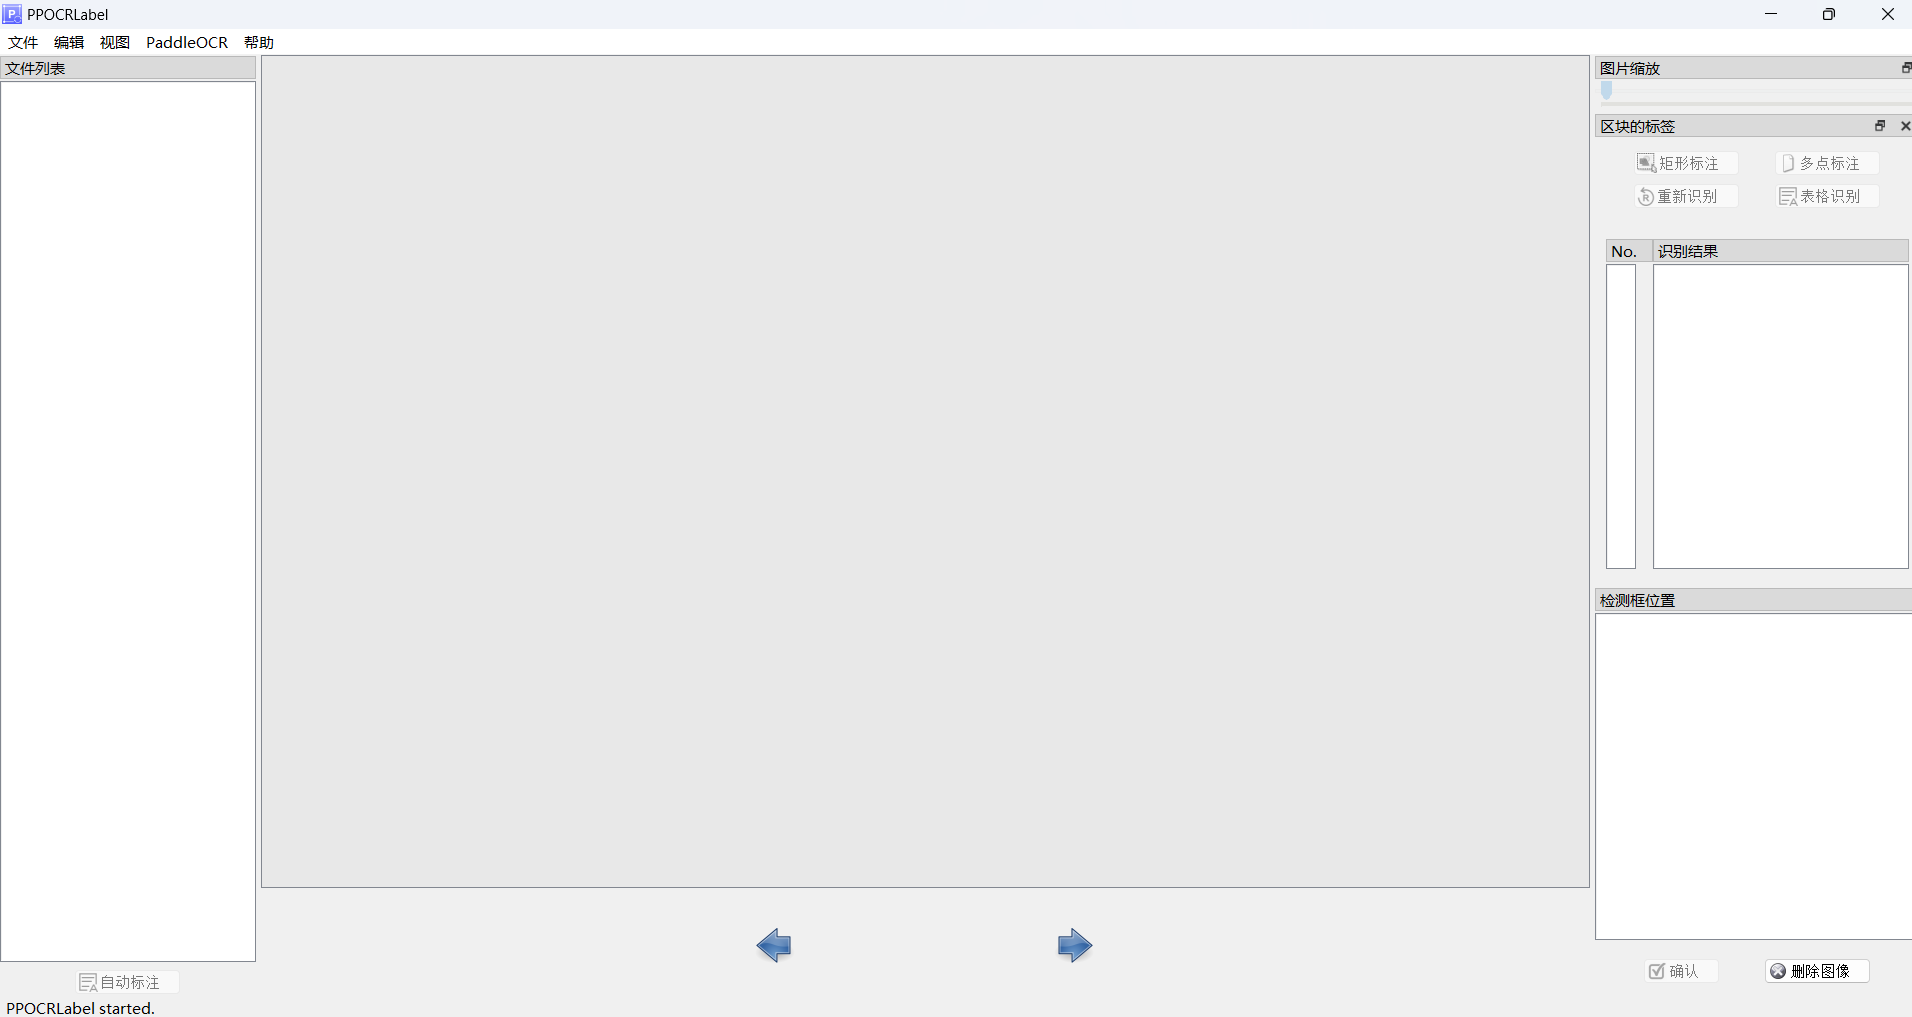 PPOCRLabel
文件 编辑 视图 PaddleOCR 帮助
文件列表
图片缩放
区块的标签
矩形标注 多点标注
重新识别 表格识别
No. 识别结果
检测框位置
确认 删除图像
自动标注
PPOCRLabel started.